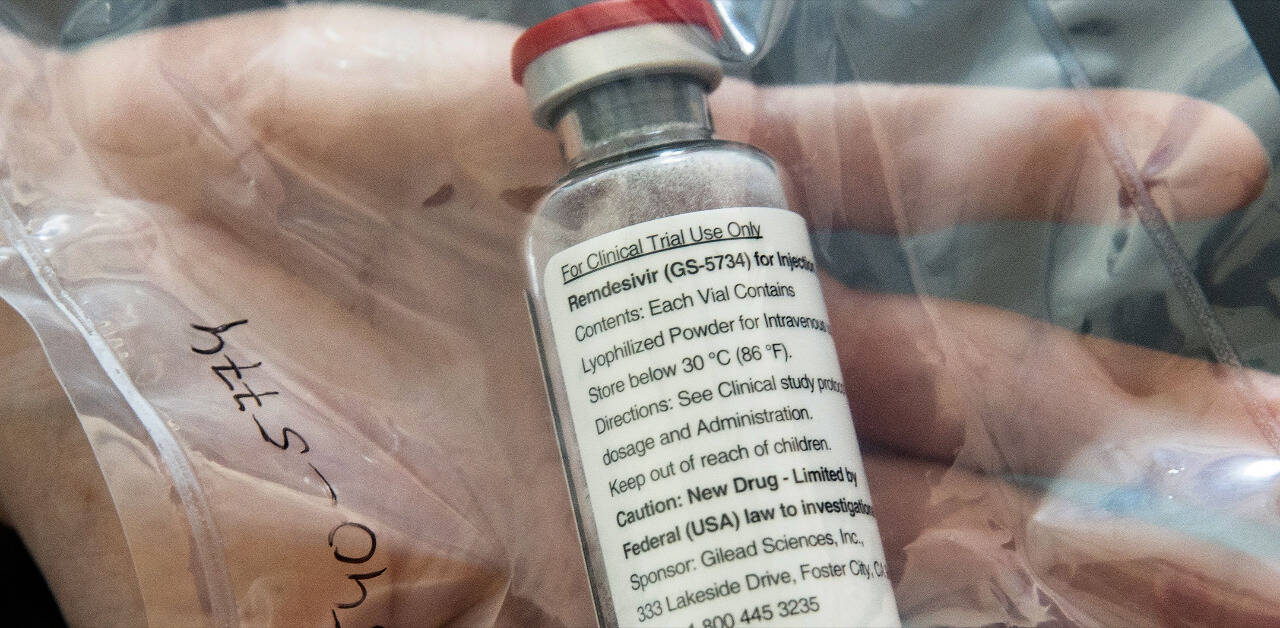 For Clinical Trial Use Only
Remdesivir (GS-5734) for
Contents: Each Vial Contains
Lyophilized Powder for
Store below 30 °C (86 °F).
Directions: See Clinical study
dosage and Administration.
Keep out of reach of children.
Caution: New Drug - Limited by
Federal (USA) law to
Sponsor: Gilead Sciences, Inc.,
333 Lakeside Drive, Foster City,
800 445 3235